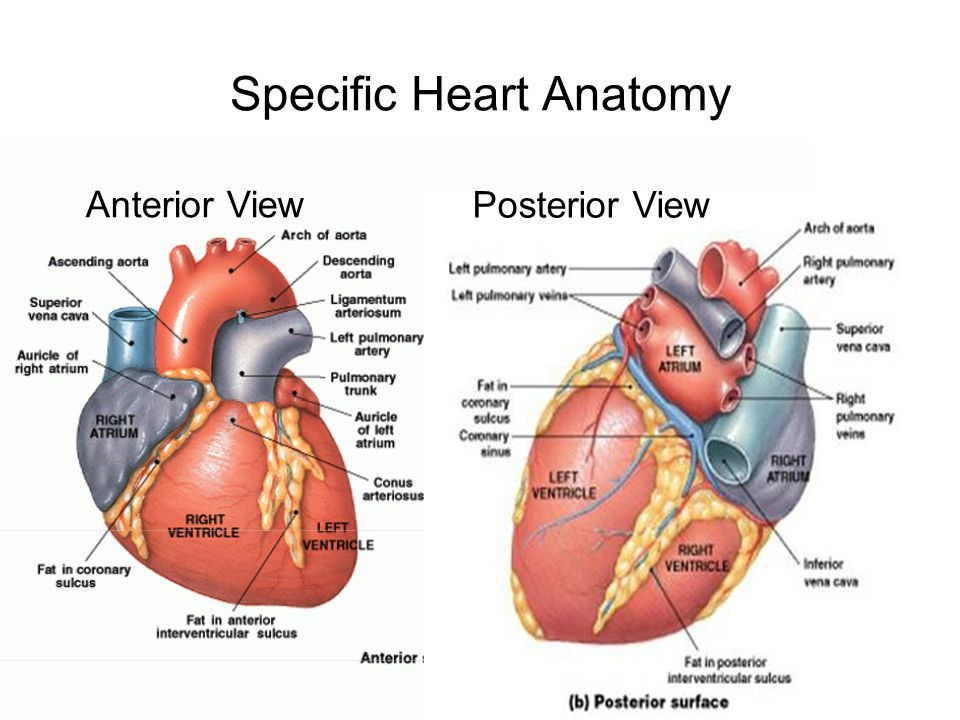 Specific Heart Anatomy
Anterior View
Arch of aorta
Ascending aorta
Descending
aorta
Superior
vena cava
Ligamentum
arteriosum
Auricle of
right atrium
Left pulmonary
artery
Pulmonary
trunk
RIGHT
ATRIUM
Auricle
of left
atrium
Conus
arteriosus
RIGHT
VENTRICLE
LEFT
VENTRICLE
Fat in coronary
sulcus
Fat in anterior
interventricular sulcus
Anterior s
Posterior View
Arch of aorta
Left pulmonary artery
Right pulmonary
artery
Left pulmonary veins
Superior
vena cava
LEFT
ATRIUM
Fat in
coronary
sulcus
Right
pulmonary
veins
Coronary
sinus
LEFT
VENTRICLE
RIGHT
ATRIUM
RIGHT
VENTRICLE
Inferior
vena cava
Fat in posterior
interventricular sulcus
(b) Posterior surface